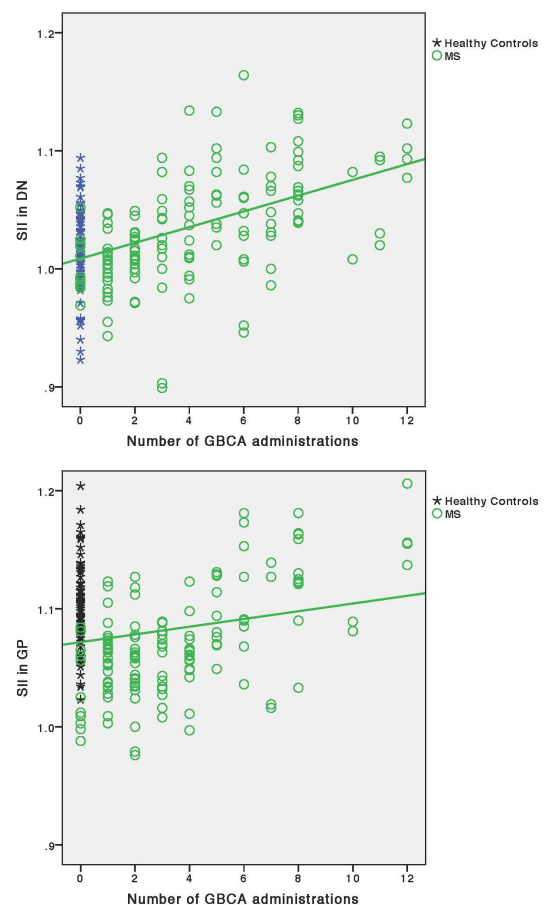 1.2
Healthy Controls
MS
1.1
SII in DN
1.0
.9
0 2 4 6 8 10 12
Number of GBCA administrations
1.2
Healthy Controls
MS
1.1
SII in GP
1.0
.9
0 2 4 6 8 10 12
Number of GBCA administrations